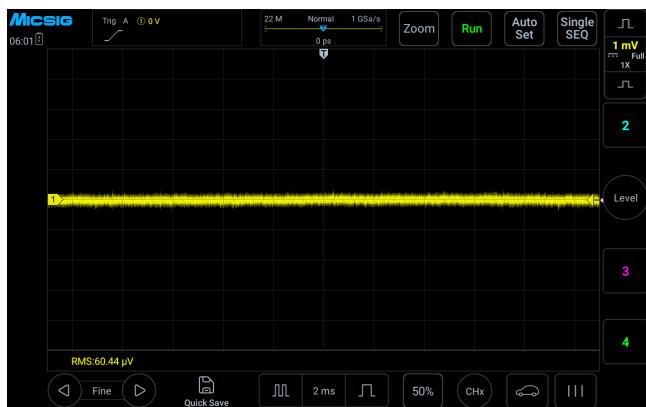 MICSIG
06:01
Trig A ① 0 V
22 M Normal 1 GSa/s
0 ps
T
Zoom
Run
Auto
Set
Single
SEQ
1 mV
Full
1X
2
Level
3
4
1
RMS:60.44 μV
Fine
Quick Save
2 ms
50%
CHx